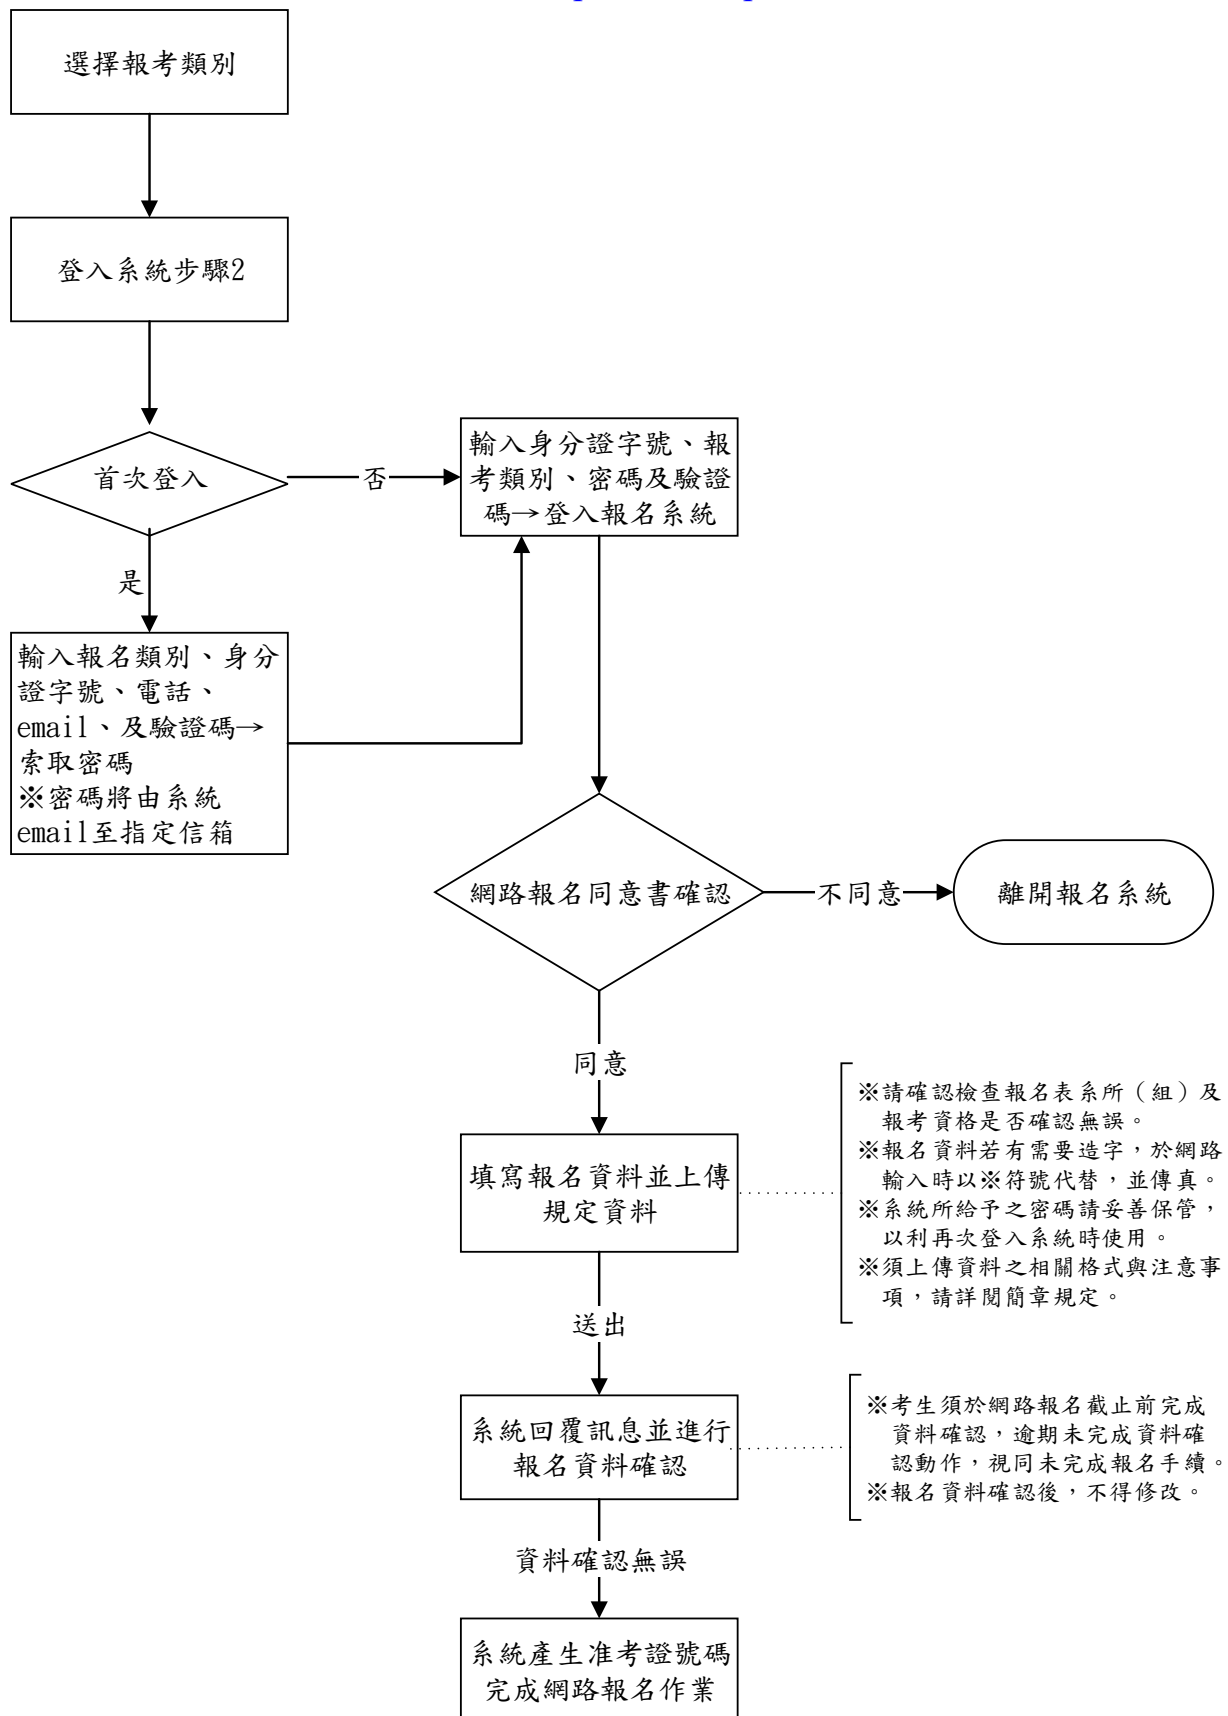 選擇報考類別
登入系統步驟2
首次登入
否
輸入身分證字號、報
考類別、密碼及驗證
碼→登入報名系統
是
輸入報名類別、身分
證字號、電話、
email、及驗證碼→
索取密碼
※密碼將由系統
email至指定信箱
網路報名同意書確認
不同意
離開報名系統
同意
填寫報名資料並上傳
規定資料
※請確認檢查報名表系所（組）及
報考資格是否確認無誤。
※報名資料若有需要造字，於網路
輸入時以※符號代替，並傳真。
※系統所給予之密碼請妥善保管，
以利再次登入系統時使用。
※須上傳資料之相關格式與注意事
項，請詳閱簡章規定。
送出
系統回覆訊息並進行
報名資料確認
※考生須於網路報名截止前完成
資料確認，逾期未完成資料確
認動作，視同未完成報名手續。
※報名資料確認後，不得修改。
資料確認無誤
系統產生准考證號碼
完成網路報名作業